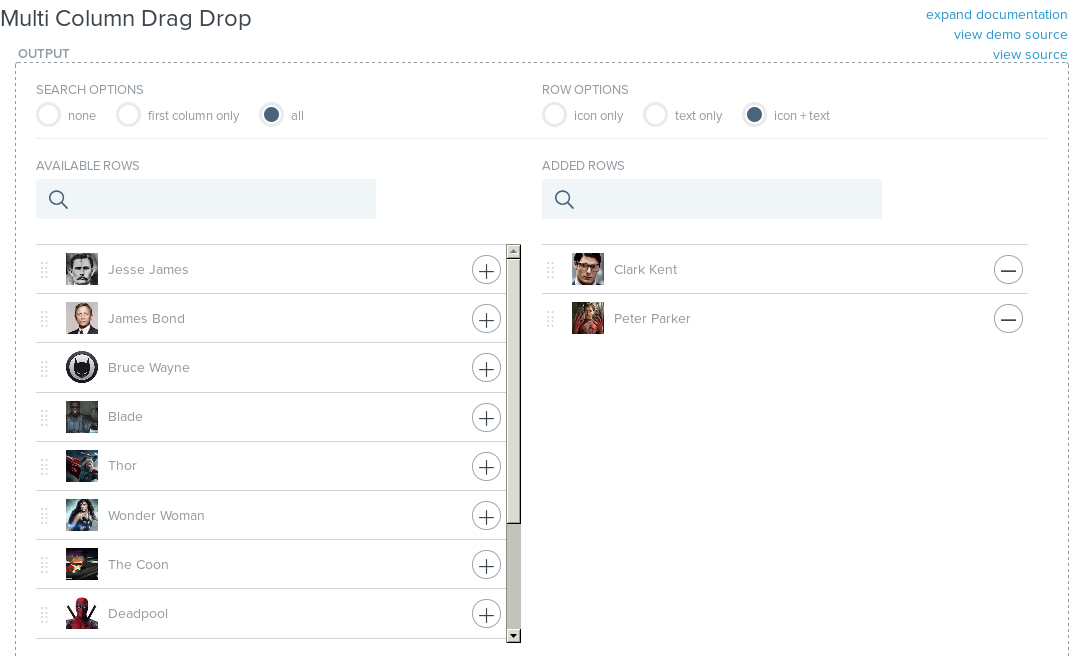 Multi Column Drag Drop
expand documentation
view demo source
view source
OUTPUT
SEARCH OPTIONS
none
first column only
all
ROW OPTIONS
icon only
text only
icon + text
AVAILABLE ROWS
Jesse James
James Bond
Bruce Wayne
Blade
Thor
Wonder Woman
The Coon
Deadpool
ADDED ROWS
Clark Kent
Peter Parker